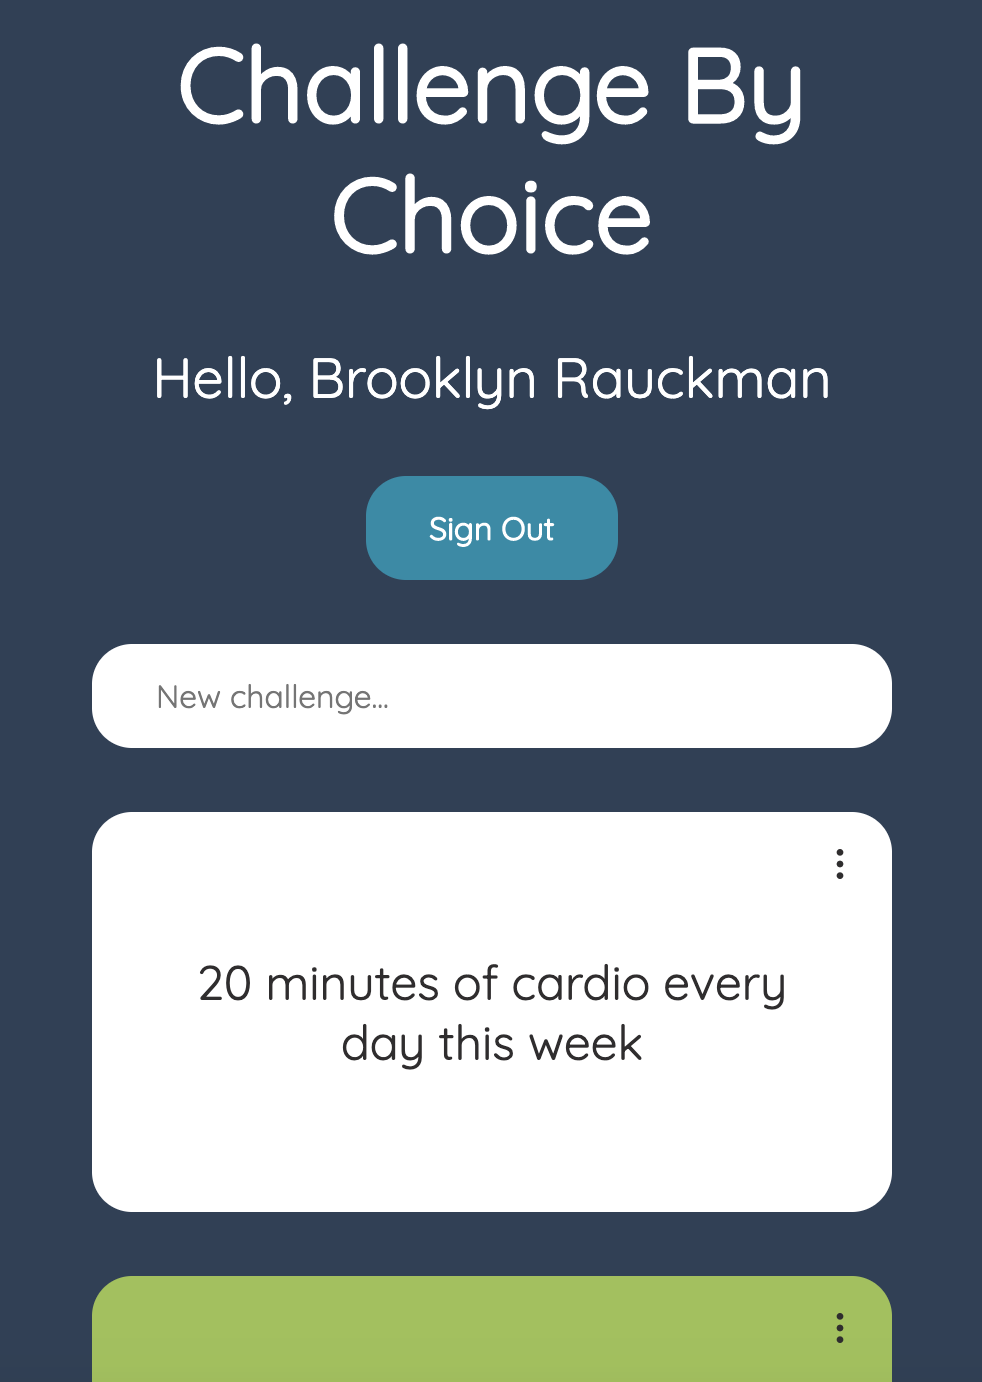 Challenge By
Choice
Hello, Brooklyn Rauckman
Sign Out
New challenge...
20 minutes of cardio every
day this week